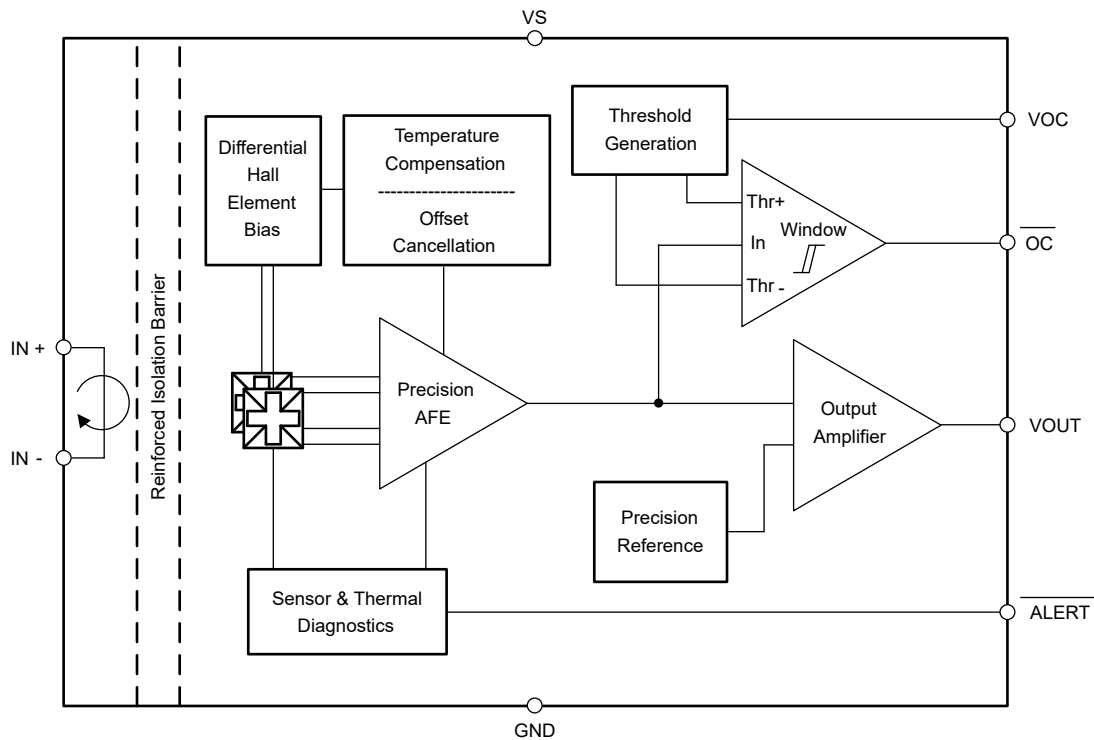 VS
Threshold
Generation
VOC
Differential
Hall
Element
Bias
Temperature
Compensation
Offset
Cancellation
Thr+
Window
In
Thr -
OC
Reinforced Isolation Barrier
IN +
IN -
Precision
AFE
Output
Amplifier
VOUT
Precision
Reference
Sensor & Thermal
Diagnostics
ALERT
GND